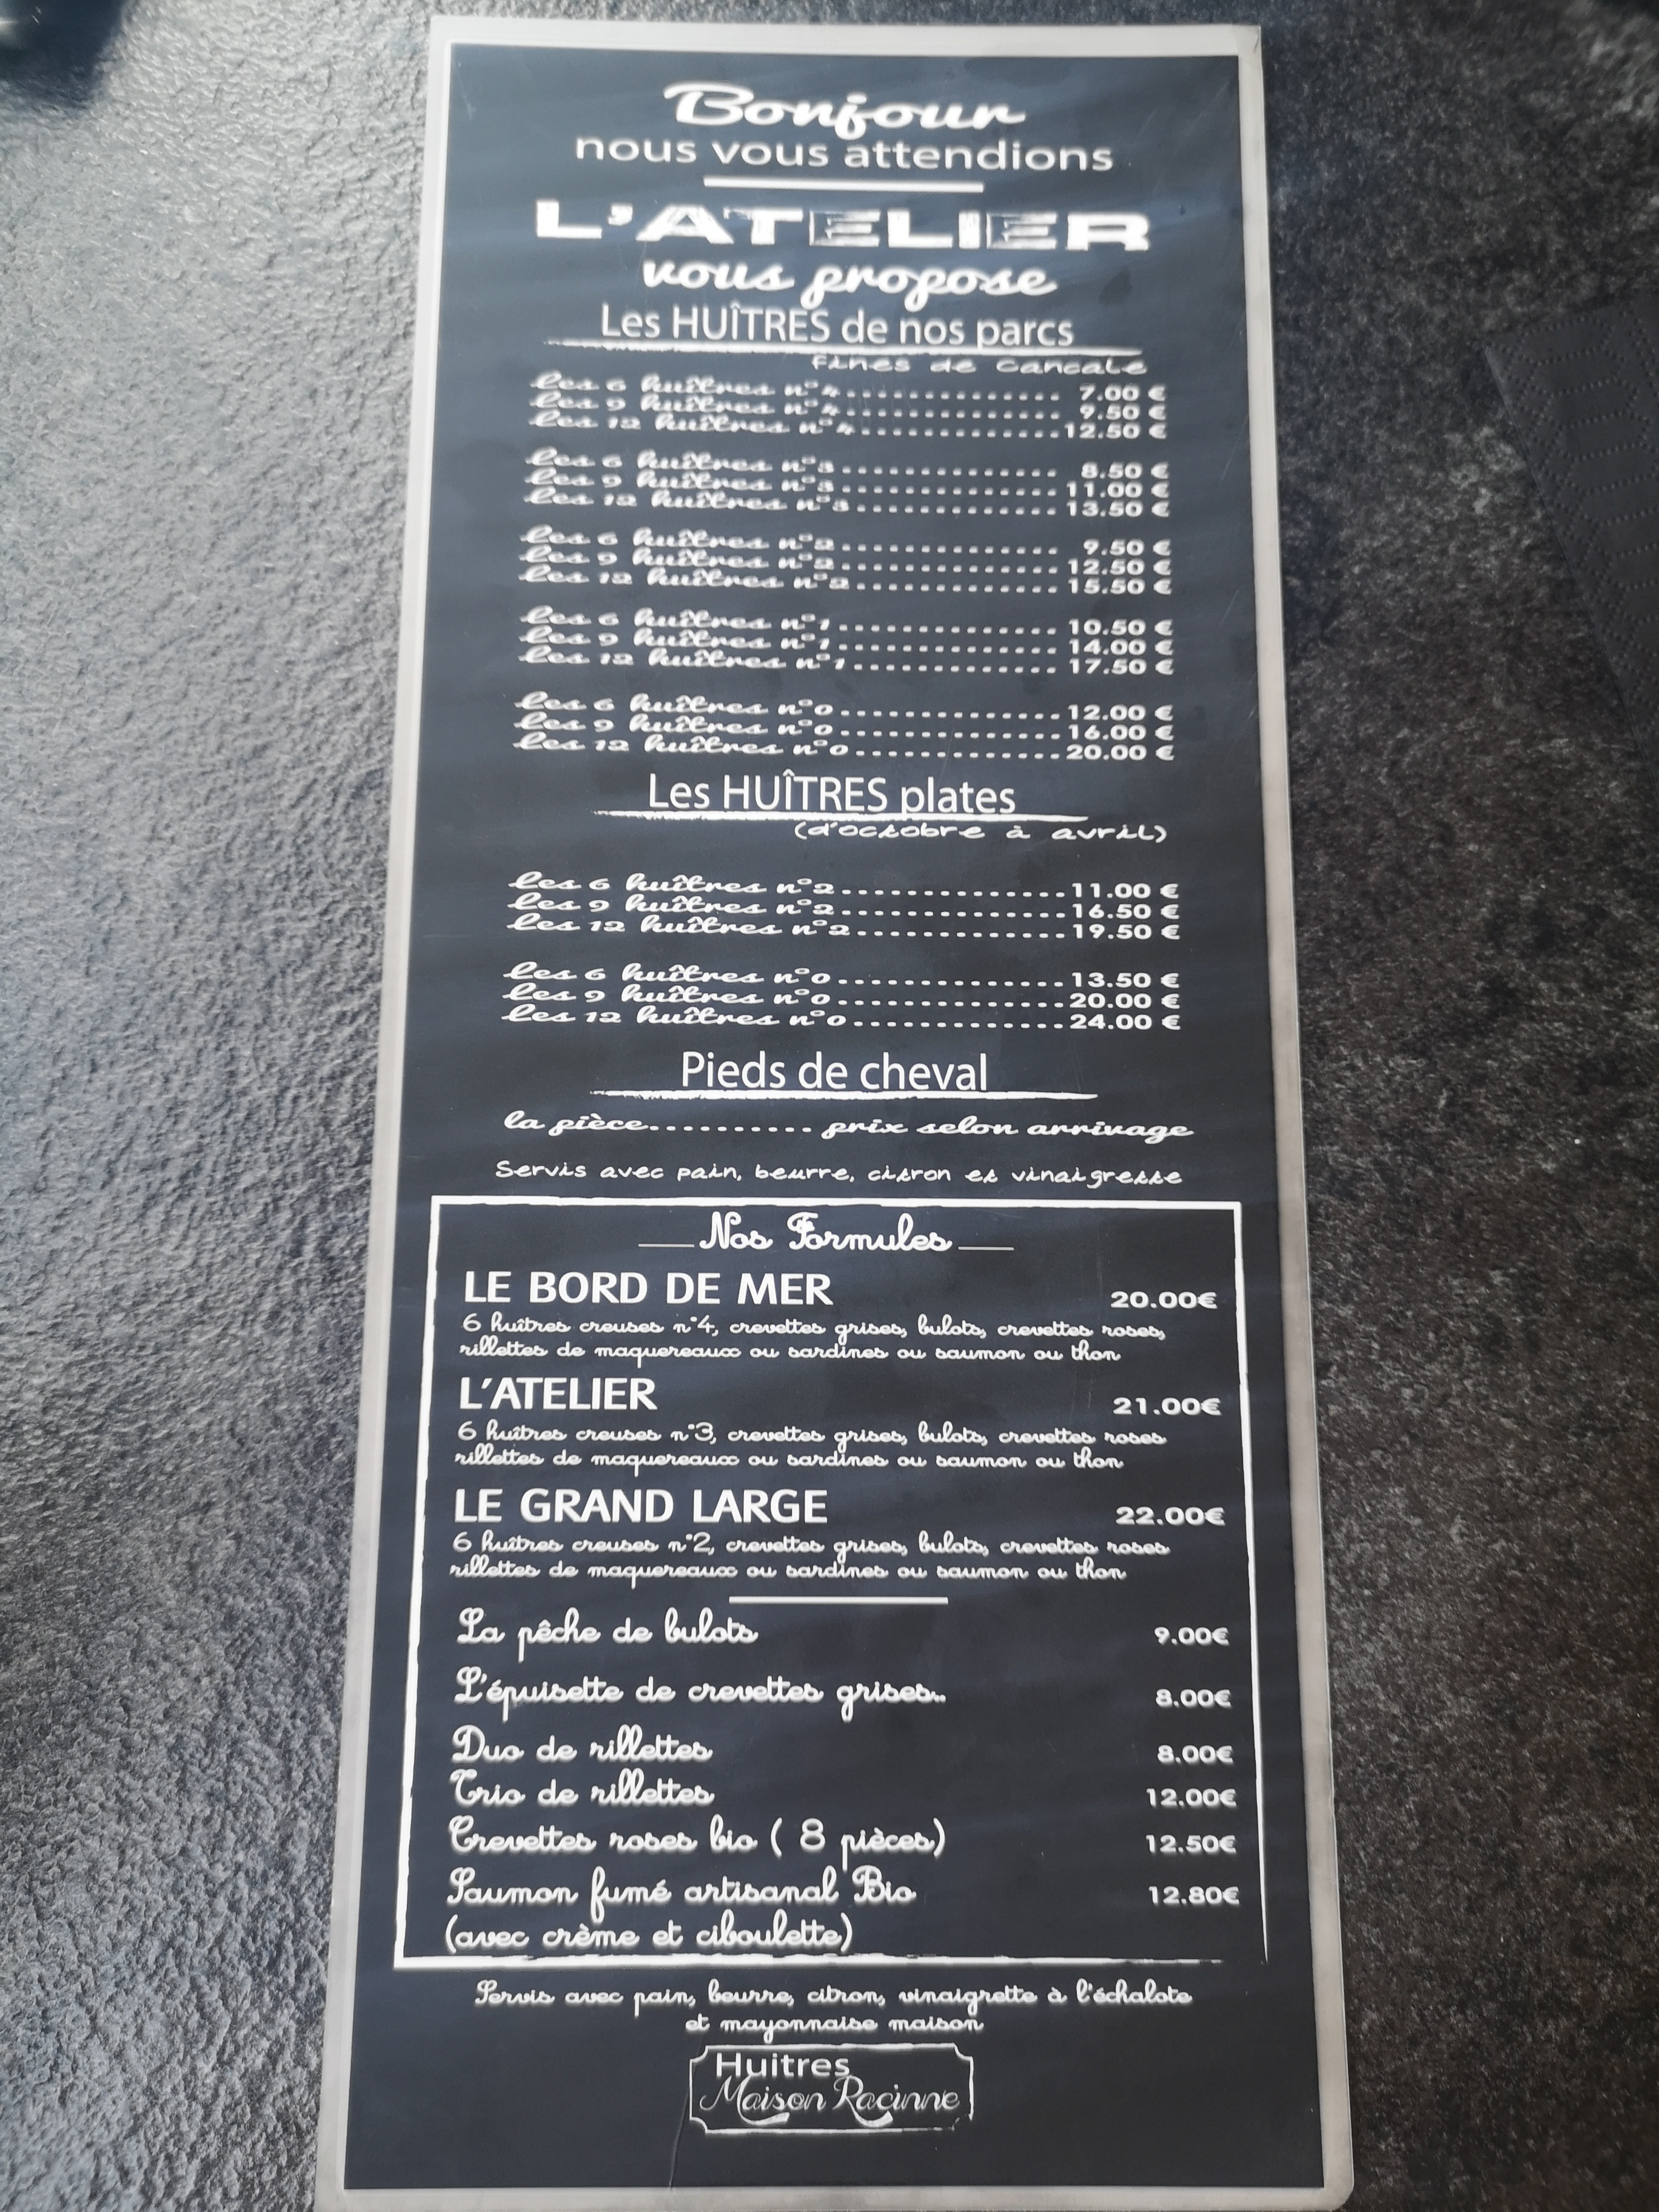 Bonjour
nous vous attendions
L'ATELIER
vous propose
Les HUÎTRES de nos parcs
fines de cancale
les 6 huîtres n°4.............. 7.00 €
les 9 huîtres n°4.............. 9.50 €
les 12 huîtres n°4.............12.50 €
les 6 huîtres n°3.............. 8.50 €
les 9 huîtres n°3..............11.00 €
les 12 huîtres n°3............. 13.50 €
les 6 huîtres n°2.............. 9.50 €
les 9 huîtres n°2.............. 12.50 €
les 12 huîtres n°2............. 15.50 €
les 6 huîtres n°1.............. 10.50 €
les 9 huîtres n°1.............. 14.00 €
les 12 huîtres n°1............. 17.50 €
les 6 huîtres n°0..............12.00 €
les 9 huîtres n°0..............16.00 €
les 12 huîtres n°0.............20.00 €
Les HUÎTRES plates
(d'octobre à avril)
les 6 huîtres n°2..............11.00 €
les 9 huîtres n°2..............16.50 €
les 12 huîtres n°2.............19.50 €
les 6 huîtres n°0..............13.50 €
les 9 huîtres n°0..............20.00 €
les 12 huîtres n°0.............24.00 €
Pieds de cheval
la pièce.......... prix selon arrivage
Servis avec pain, beurre, citron et vinaigrette
Nos Formules
LE BORD DE MER 20.00€
6 huîtres creuses n°4, crevettes grises, bulots, crevettes roses,
rillettes de maquereaux ou sardines ou saumon ou thon
L'ATELIER 21.00€
6 huîtres creuses n°3, crevettes grises, bulots, crevettes roses
rillettes de maquereaux ou sardines ou saumon ou thon
LE GRAND LARGE 22.00€
6 huîtres creuses n°2, crevettes grises, bulots, crevettes roses
rillettes de maquereaux ou sardines ou saumon ou thon
La pêche de bulots 9.00€
L'épuisette de crevettes grises.. 8.00€
Duo de rillettes 8.00€
Trio de rillettes 12.00€
Crevettes roses bio ( 8 pièces) 12.50€
Saumon fumé artisanal Bio 12.80€
(avec crème et ciboulette)
Servis avec pain, beurre, citron, vinaigrette à l'échalote
et mayonnaise maison
Huitres
Maison Racinne